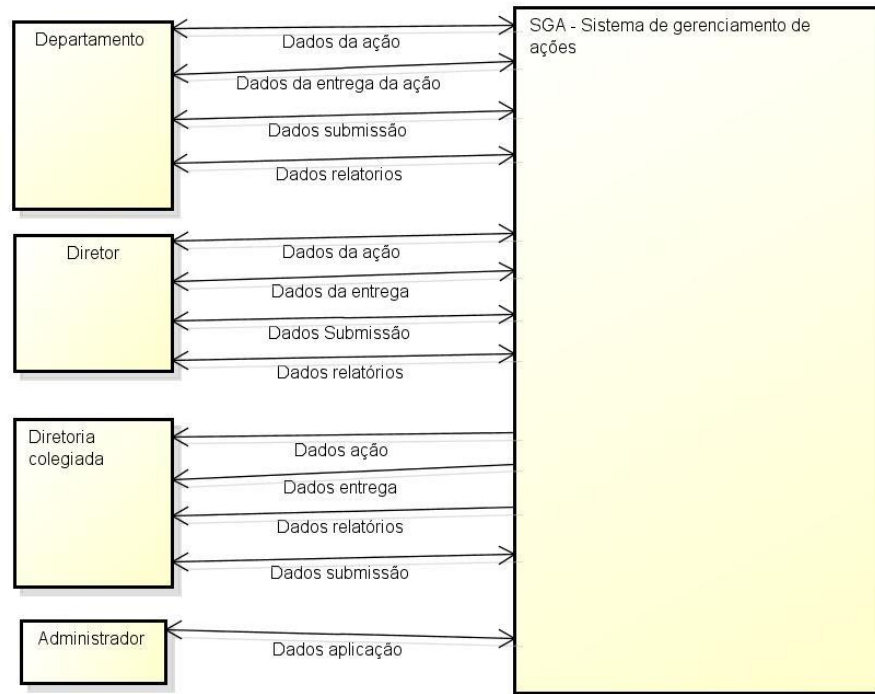 Departamento
SGA - Sistema de gerenciamento de
ações
Dados da ação
Dados da entrega da ação
Dados submissão
Dados relatorios
Diretor
Dados da ação
Dados da entrega
Dados Submissão
Dados relatórios
Diretoria
colegiada
Dados ação
Dados entrega
Dados relatórios
Dados submissão
Administrador
Dados aplicação